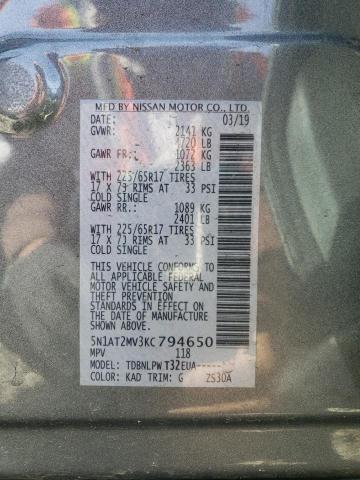 MFD BY NISSAN MOTOR CO., LTD.
03/19
GVWR: 2141 KG
4720 LB
GAWR FR: 1072 KG
2363 LB
WITH 225/65R17 TIRES
17 X 7J RIMS AT 33 PSI
COLD SINGLE
GAWR RR.: 1089 KG
2401 LB
WITH 225/65R17 TIRES
17 X 7J RIMS AT 33 PSI
COLD SINGLE
THIS VEHICLE CONFORMS TO ALL
APPLICABLE FEDERAL
MOTOR VEHICLE SAFETY AND
THEFT PREVENTION
STANDARDS IN EFFECT ON THE
DATE OF MANUFACTURE
SHOWN ABOVE.
5N1AT2MV3KC794650
MPV 118
MODEL: TDBNLPW T32EUA-----
COLOR: KAD TRIM: G ZS30A